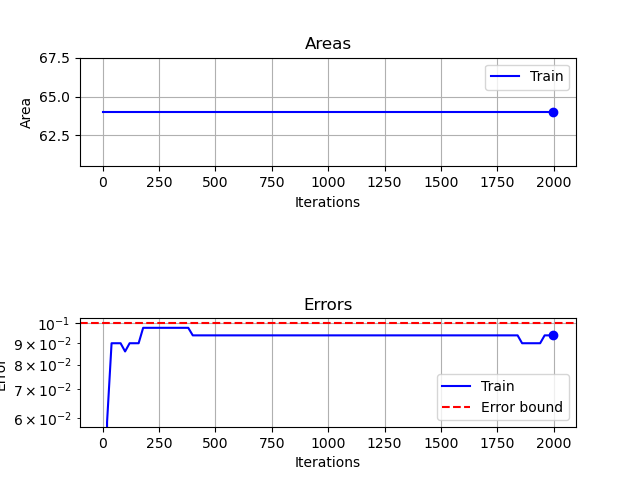 Areas
67.5
65.0
62.5
Area
Train
0 250 500 750 1000 1250 1500 1750 2000
Iterations
Errors
10⁻¹
9 × 10⁻²
8 × 10⁻²
7 × 10⁻²
6 × 10⁻²
Error
Train
Error bound
0 250 500 750 1000 1250 1500 1750 2000
Iterations